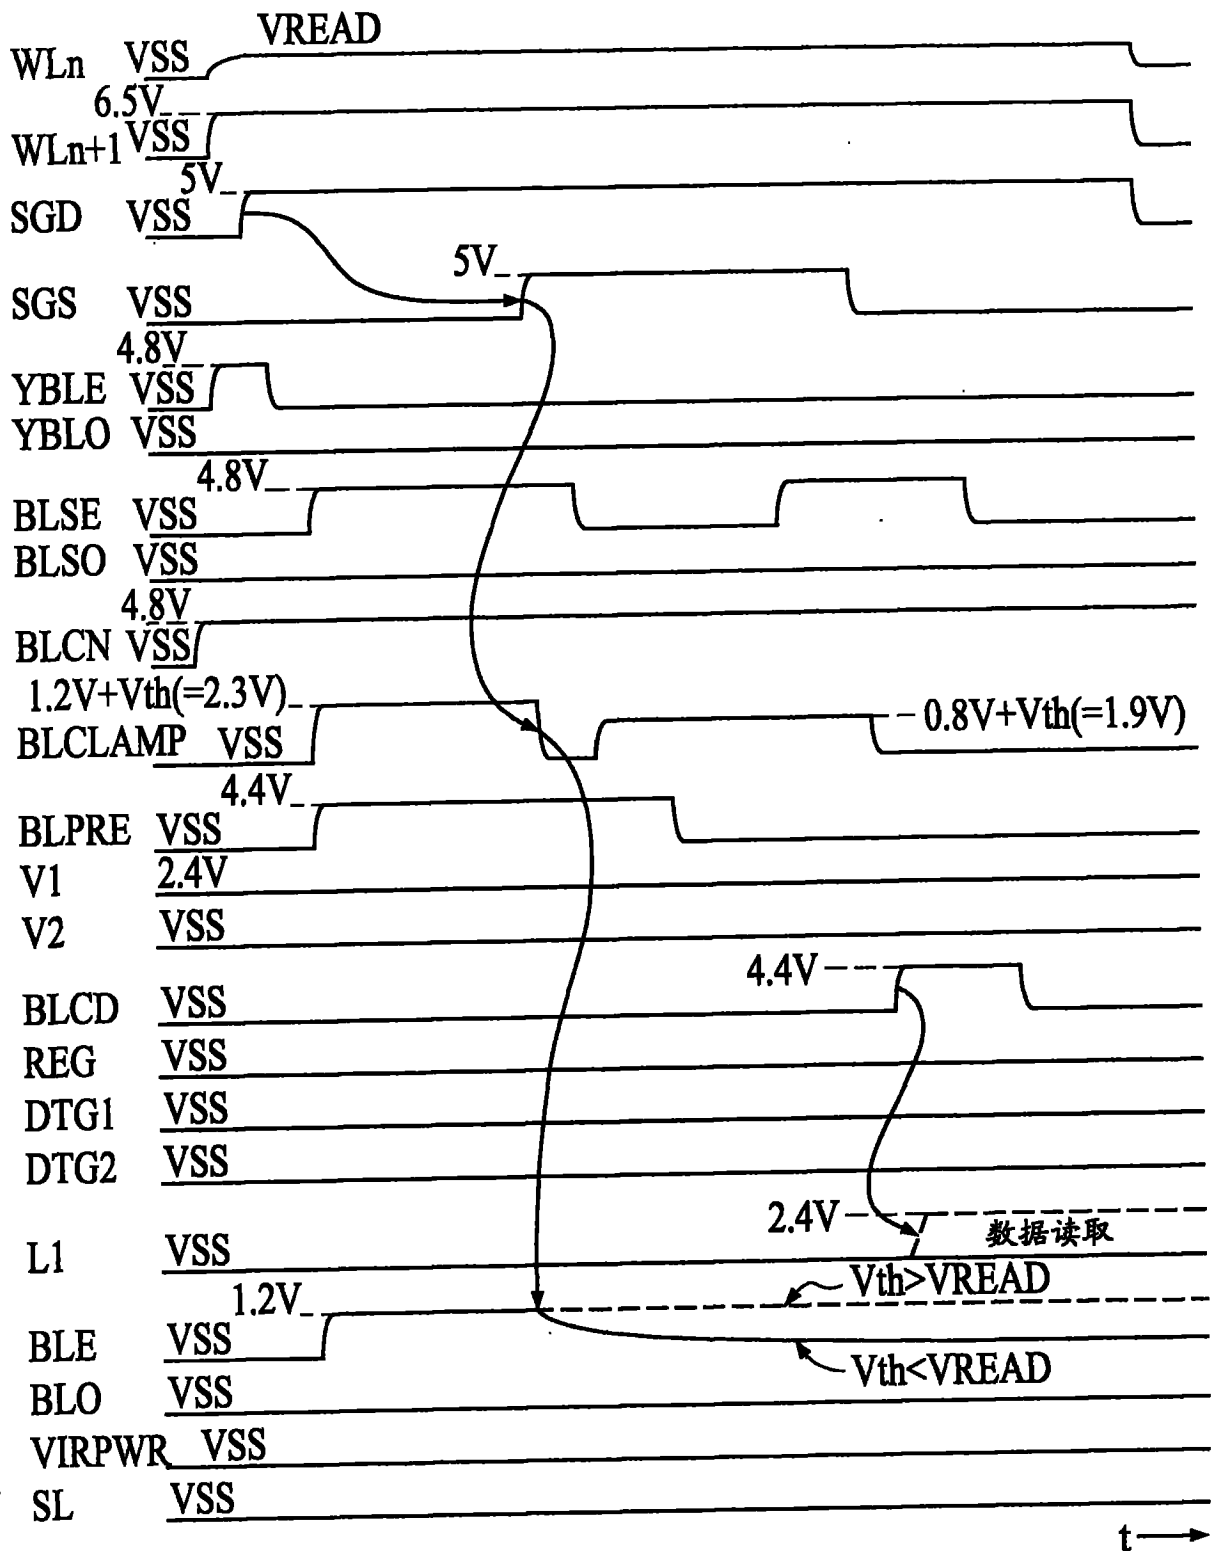 VREAD
WLn VSS
6.5V
WLn+1 VSS
5V
SGD VSS
5V
SGS VSS
4.8V
YBLE VSS
YBLO VSS
4.8V
BLSE VSS
BLSO VSS
4.8V
BLCN VSS
1.2V+Vth(=2.3V)
0.8V+Vth(=1.9V)
BLCLAMP VSS
4.4V
BLPRE VSS
V1 2.4V
V2 VSS
4.4V
BLCD VSS
REG VSS
DTG1 VSS
DTG2 VSS
2.4V
数据读取
L1 VSS
Vth>VREAD
1.2V
BLE VSS
Vth<VREAD
BLO VSS
VIRPWR VSS
SL VSS
t